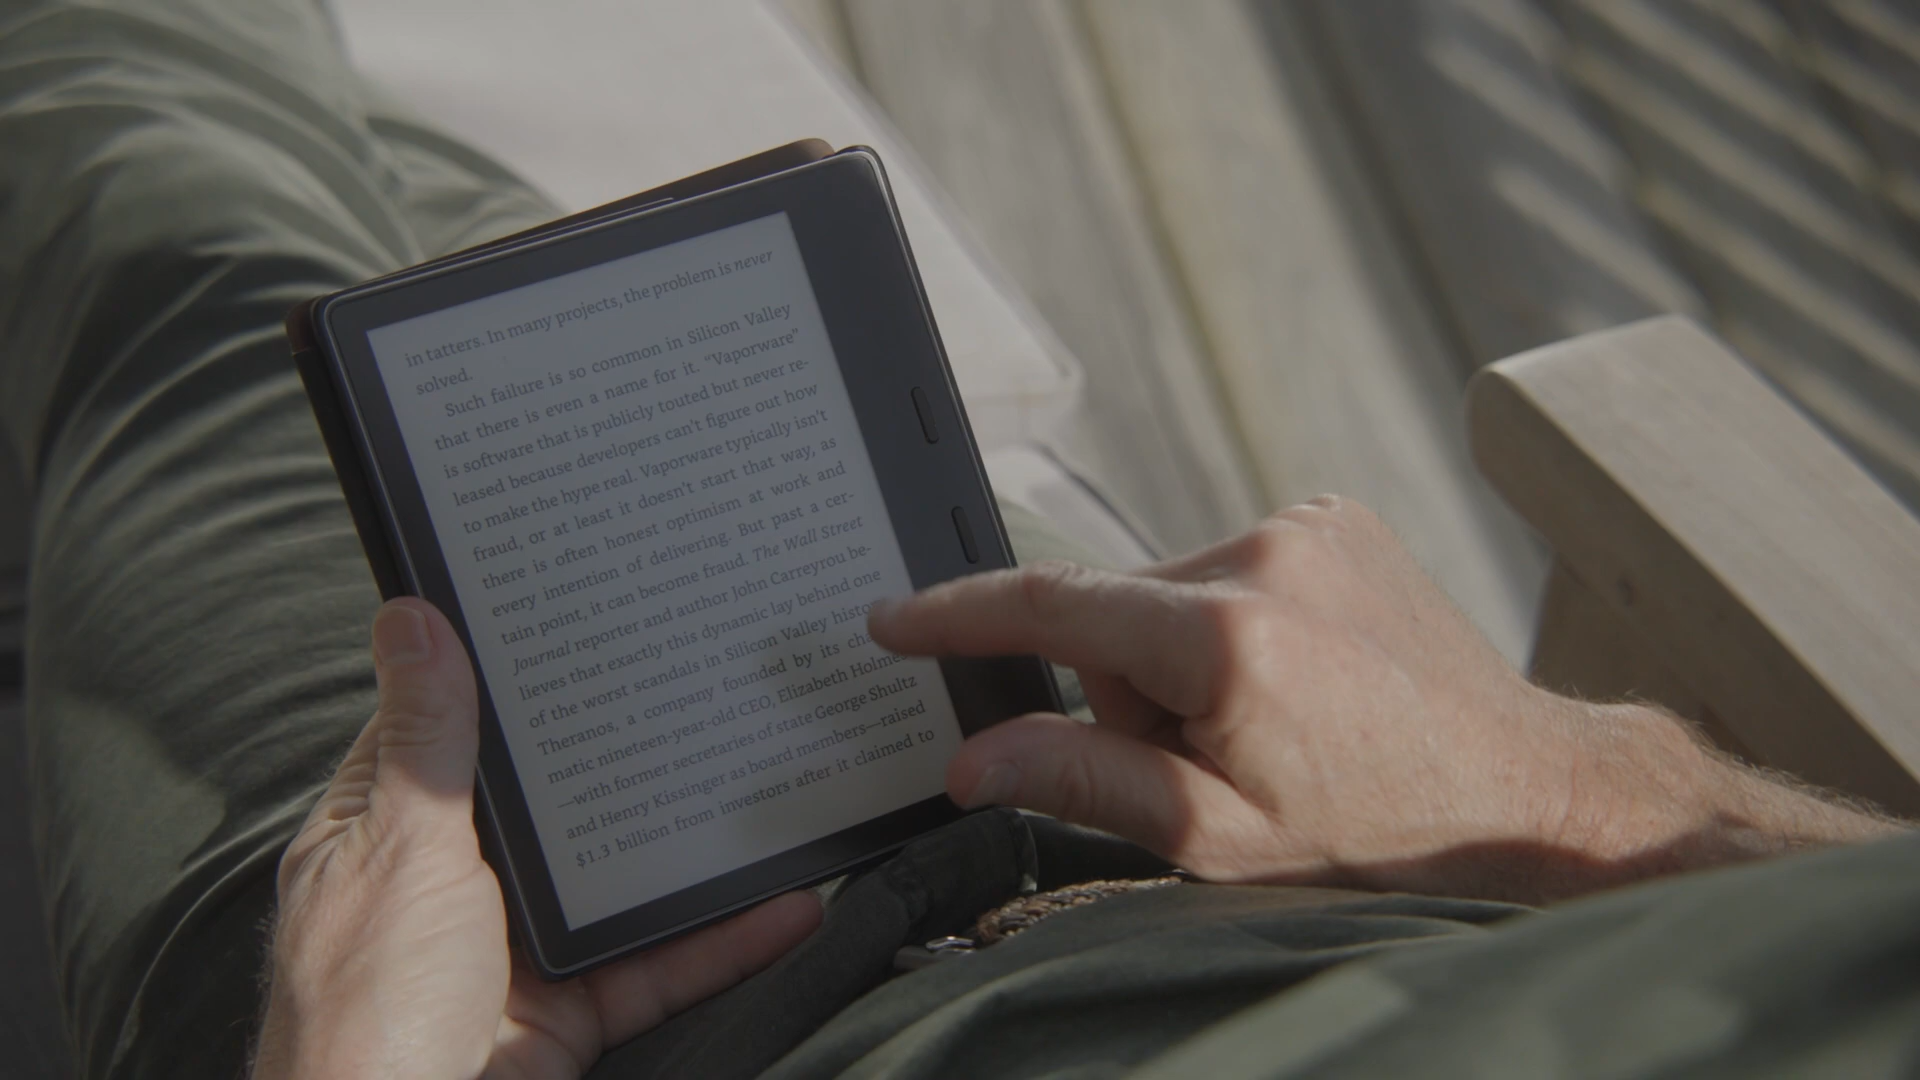 in tatters. In many projects, the problem is never
solved.
Such failure is so common in Silicon Valley
that there is even a name for it. “Vaporware”
is software that is publicly touted but never re-
leased because developers can’t figure out how
to make the hype real. Vaporware typically isn’t
fraud, or at least it doesn’t start that way, as
there is often honest optimism at work and
every intention of delivering. But past a cer-
tain point, it can become fraud. The Wall Street
Journal reporter and author John Carreyrou be-
lieves that exactly this dynamic lay behind one
of the worst scandals in Silicon Valley
Theranos, a company founded by its
matic nineteen-year-old CEO, Elizabeth Holmes
—with former secretaries of state George Shultz
and Henry Kissinger as board members—raised
$1.3 billion from investors after it claimed to